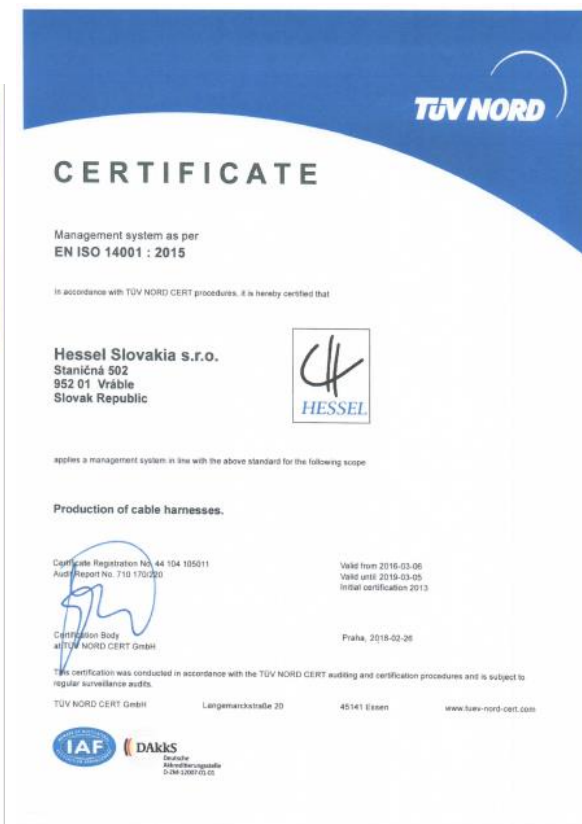 TÜV NORD
CERTIFICATE
Management system as per
EN ISO 14001 : 2015
In accordance with TÜV NORD CERT procedures, it is hereby certified that
Hessel Slovakia s.r.o.
Staničná 502
952 01 Vráble
Slovak Republic
HESSEL
applies a management system in line with the above standard for the following scope
Production of cable harnesses.
Certificate Registration No. 44 104 105011
Audit Report No. 710 170/220
Valid from 2016-03-06
Valid until 2019-03-05
Initial certification 2013
Certification Body
at TÜV NORD CERT GmbH
Praha, 2018-02-26
This certification was conducted in accordance with the TÜV NORD CERT auditing and certification procedures and is subject to
regular surveillance audits.
TÜV NORD CERT GmbH Langemarckstraße 20 45141 Essen www.tuev-nord-cert.com
IAF
DAkkS
Deutsche
Akkreditierungsstelle
D-ZM-12007-01-01